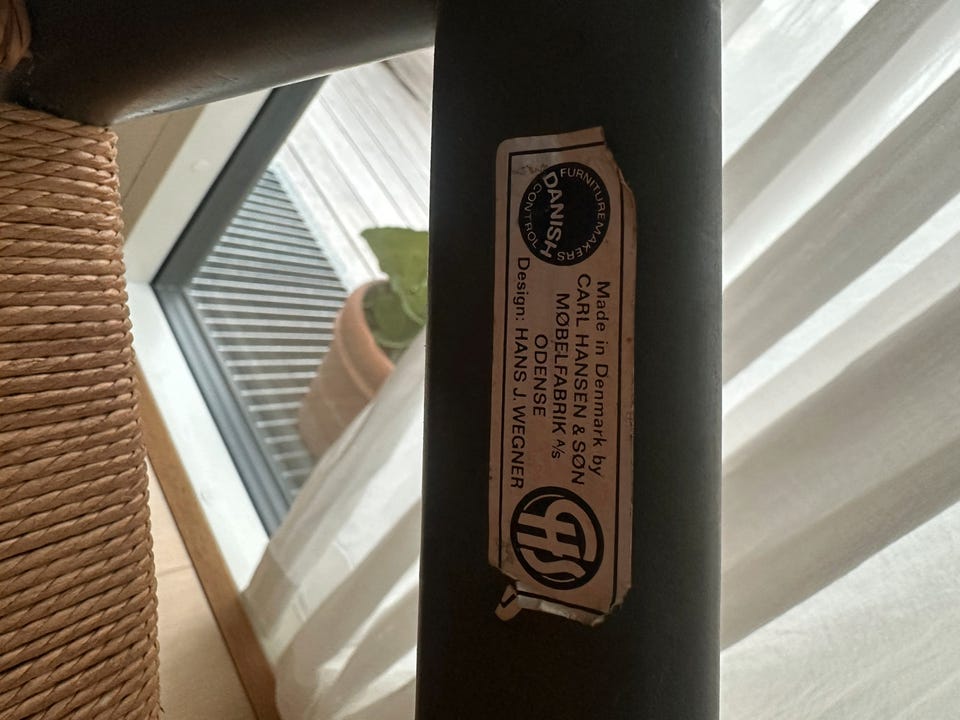 DANISH
FURNITUREMAKERS
CONTROL
Made in Denmark by
CARL HANSEN & SØN
MØBELFABRIK A/S
ODENSE
Design: HANS J. WEGNER
CHS